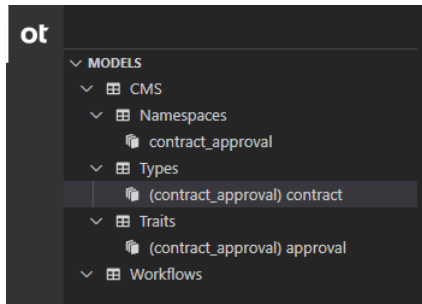 ot
MODELS
CMS
Namespaces
contract_approval
Types
(contract_approval) contract
Traits
(contract_approval) approval
Workflows